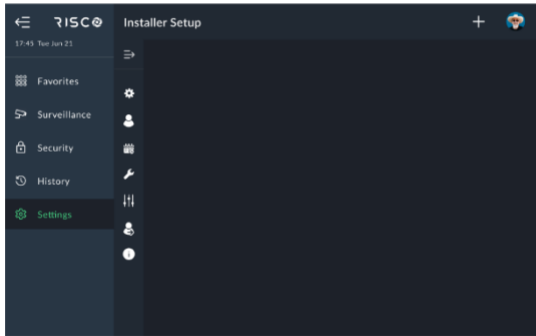 RISCO
Installer Setup
17:45 Tue Jun 21
Favorites
Surveillance
Security
History
Settings